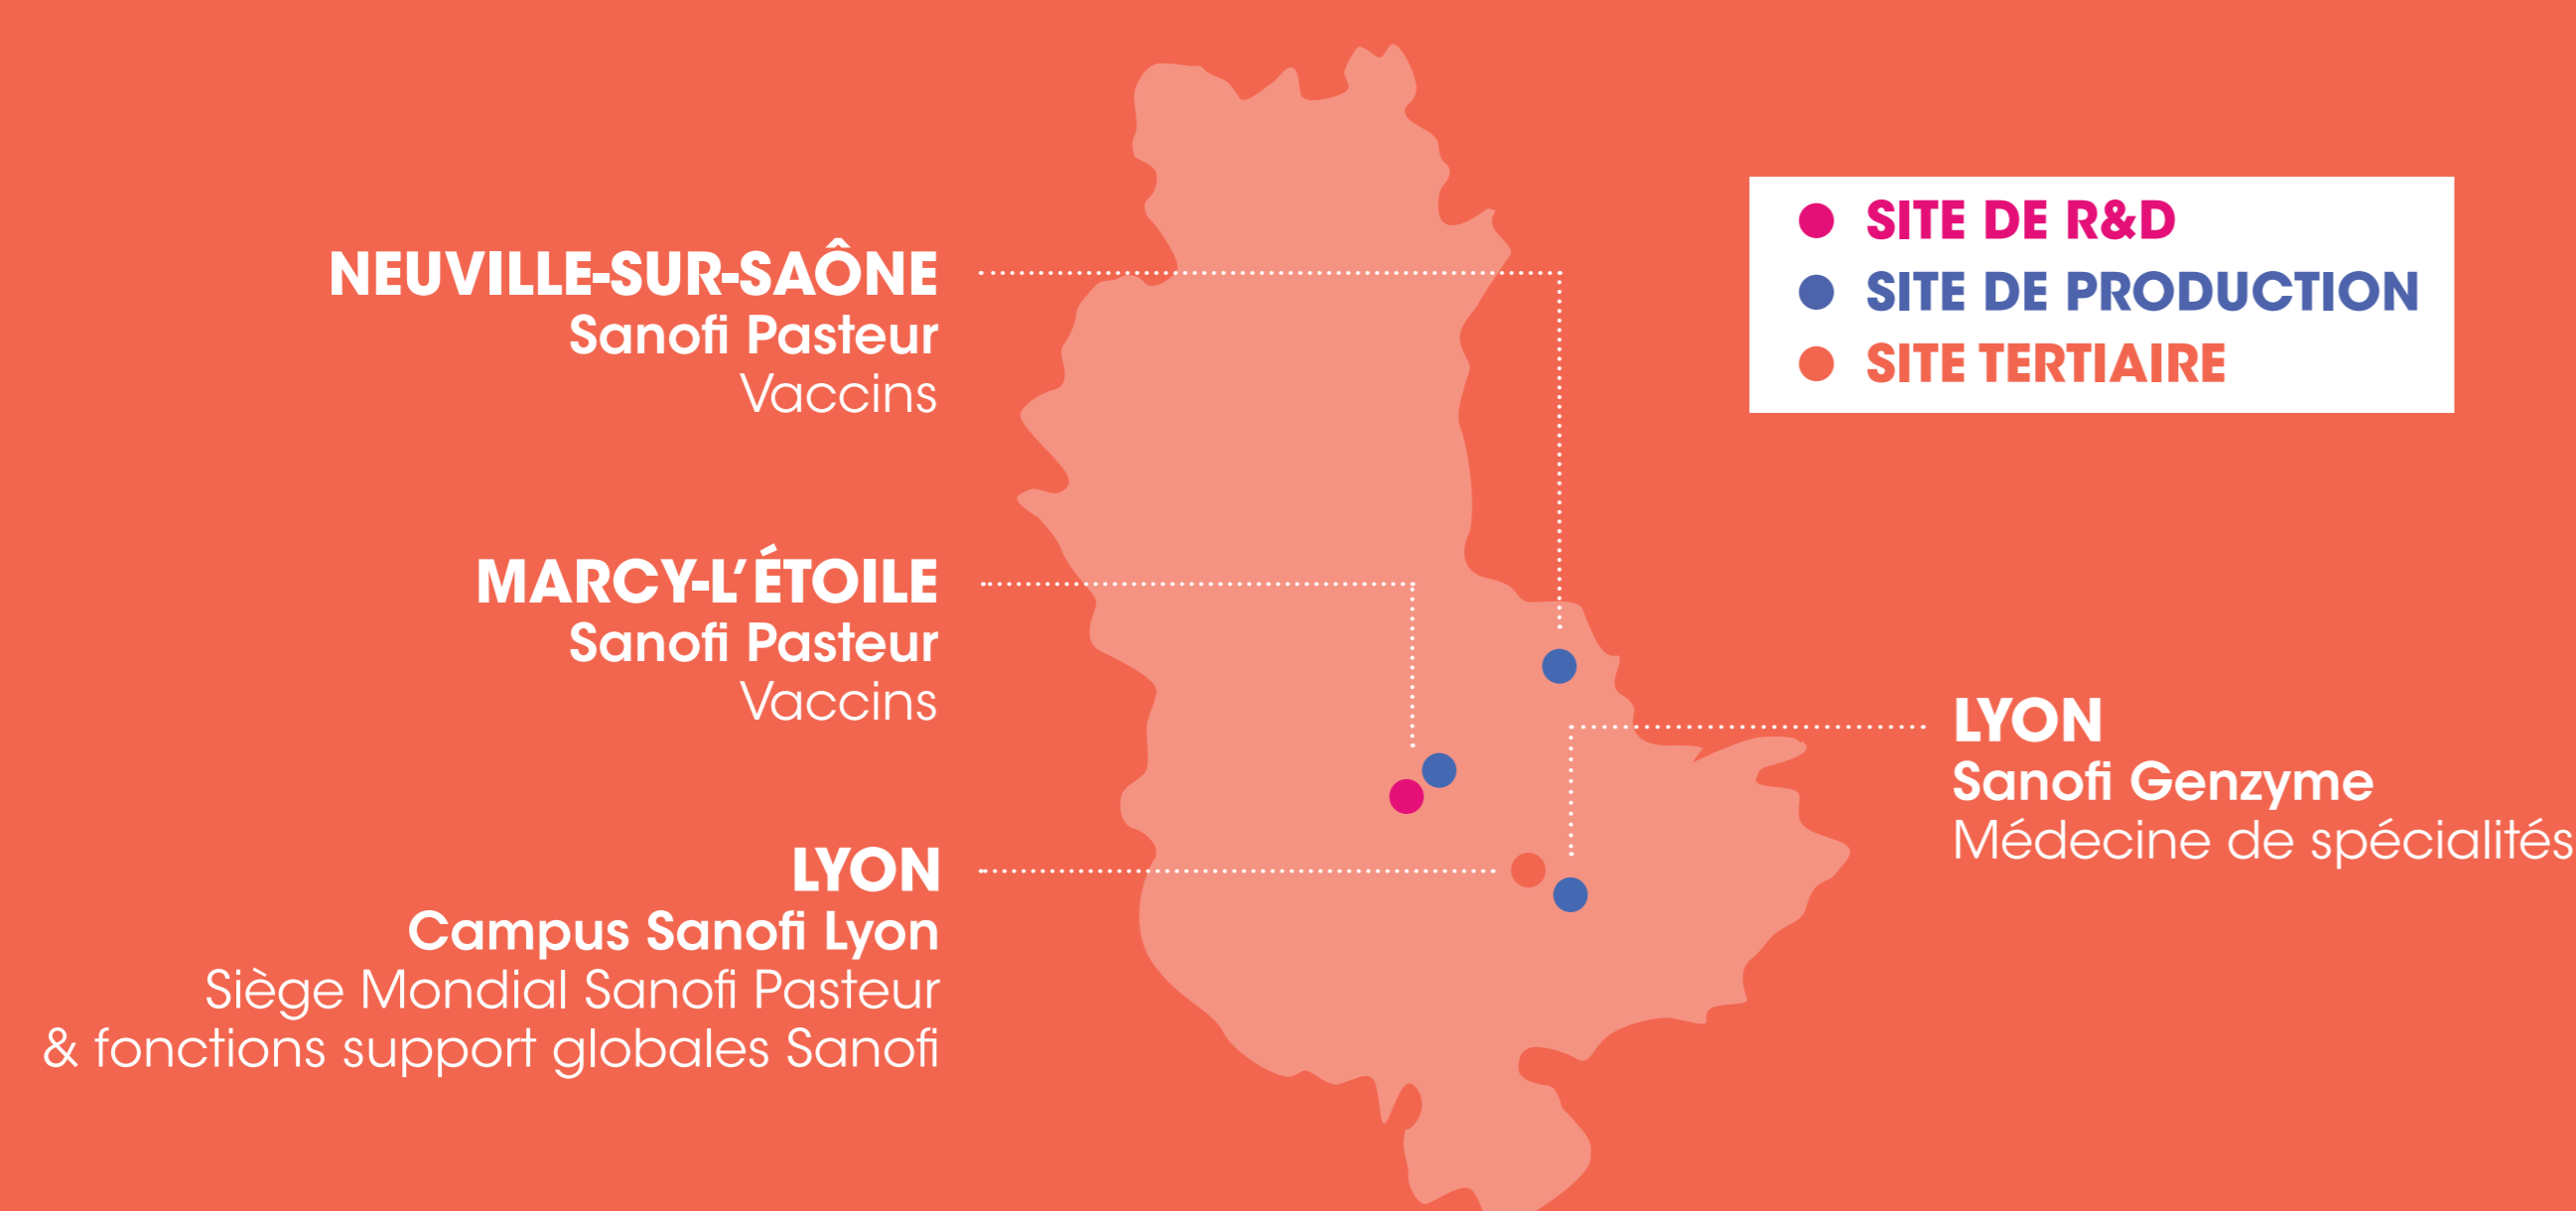 NEUVILLE-SUR-SAÔNE
Sanofi Pasteur
Vaccins
MARCY-L’ÉTOILE
Sanofi Pasteur
Vaccins
LYON
Campus Sanofi Lyon
Siège Mondial Sanofi Pasteur
& fonctions support globales Sanofi
SITE DE R&D
SITE DE PRODUCTION
SITE TERTIAIRE
LYON
Sanofi Genzyme
Médecine de spécialités